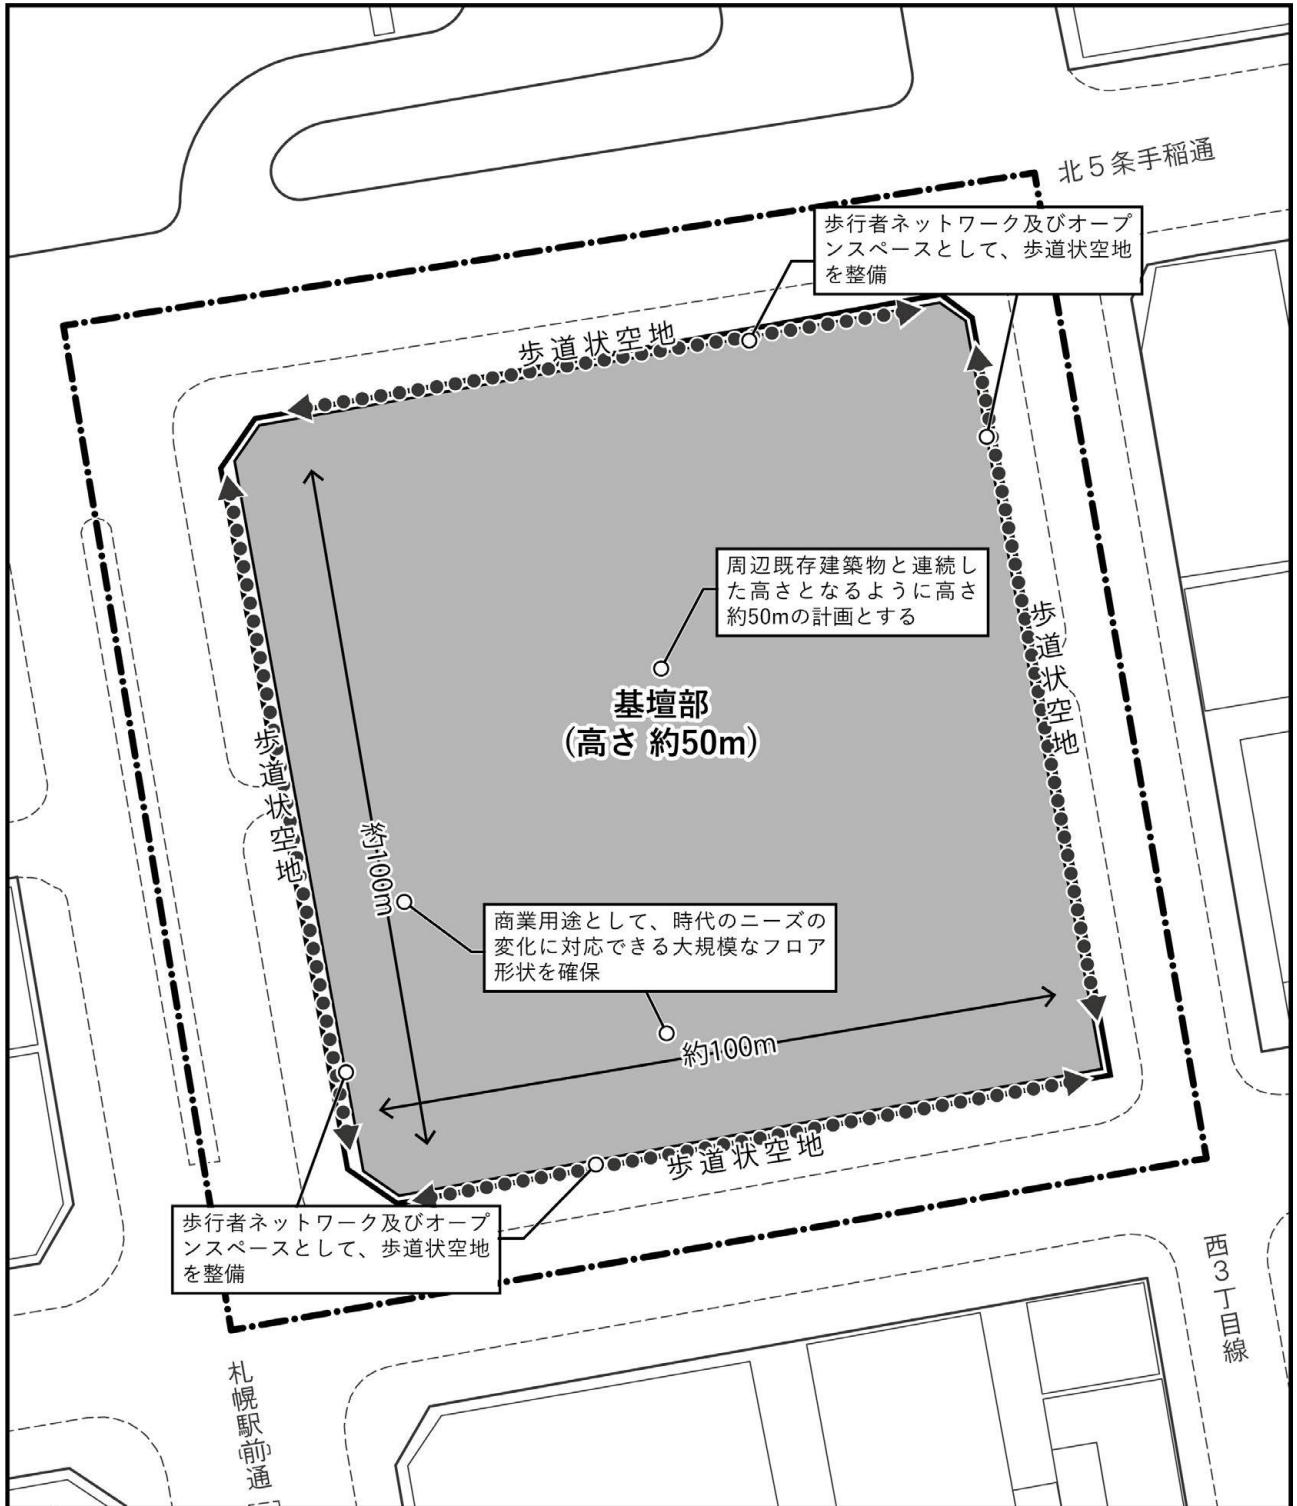 北5条手稲通
歩行者ネットワーク及びオープ
ンスペースとして、歩道状空地
を整備
歩道状空地
周辺既存建築物と連続し
た高さとなるように高さ
約50mの計画とする
歩道状空地
基壇部
(高さ 約50m)
歩道状空地
約100m
商業用途として、時代のニーズの
変化に対応できる大規模なフロア
形状を確保
約100m
歩道状空地
歩行者ネットワーク及びオープ
ンスペースとして、歩道状空地
を整備
西3丁目線
札幌駅前通